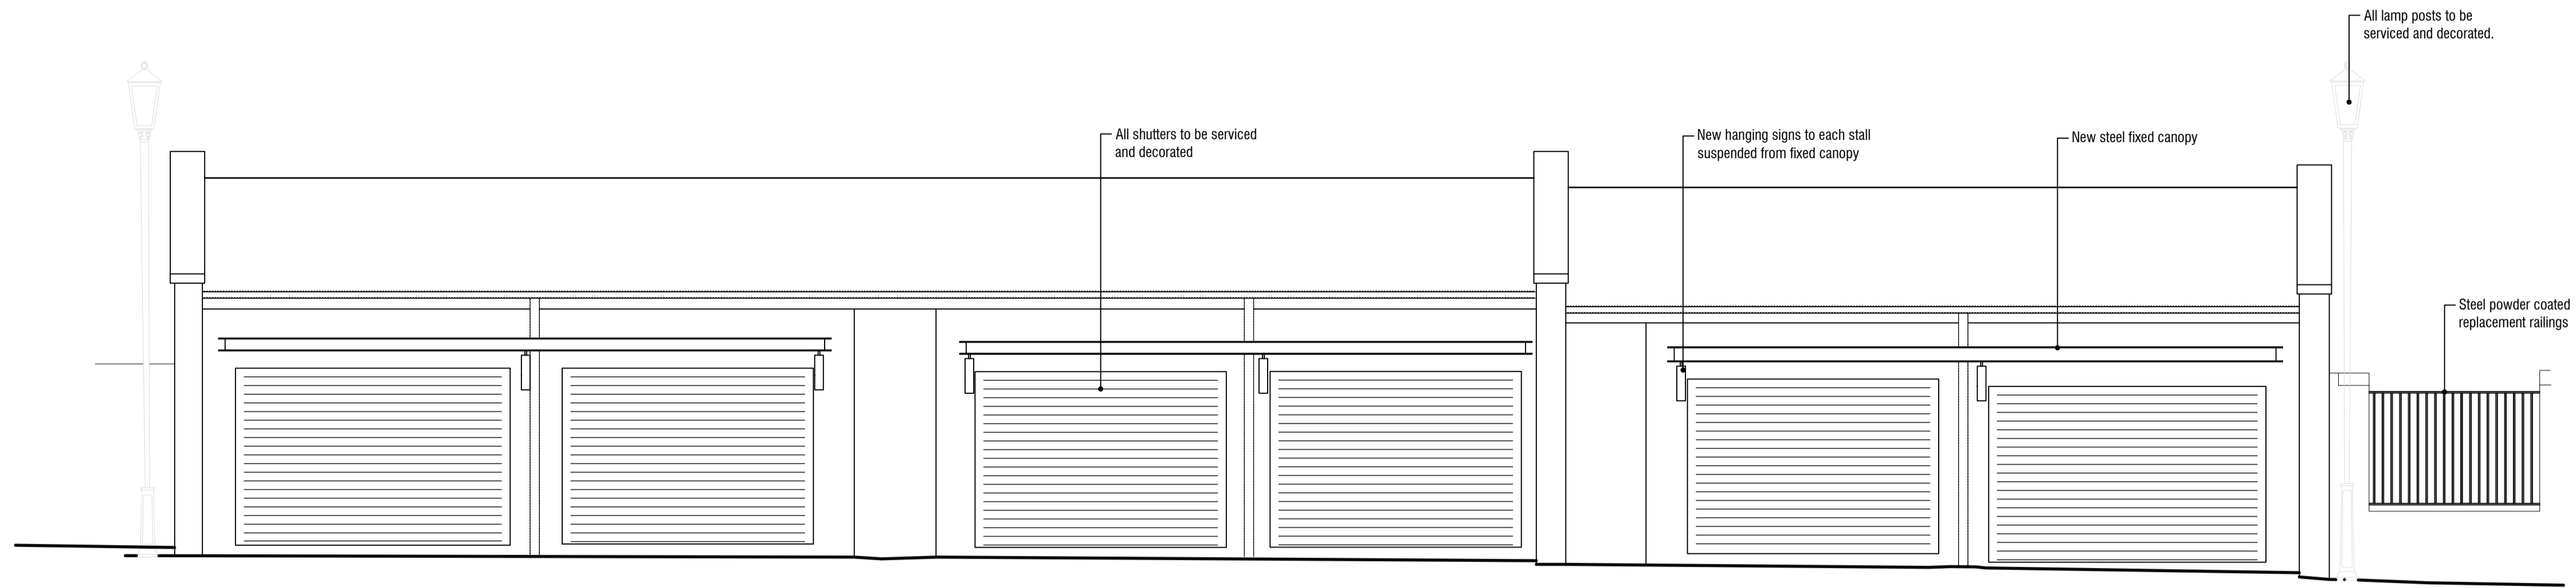 All lamp posts to be
serviced and decorated.
All shutters to be serviced
and decorated
New hanging signs to each stall
suspended from fixed canopy
New steel fixed canopy
Steel powder coated
replacement railings